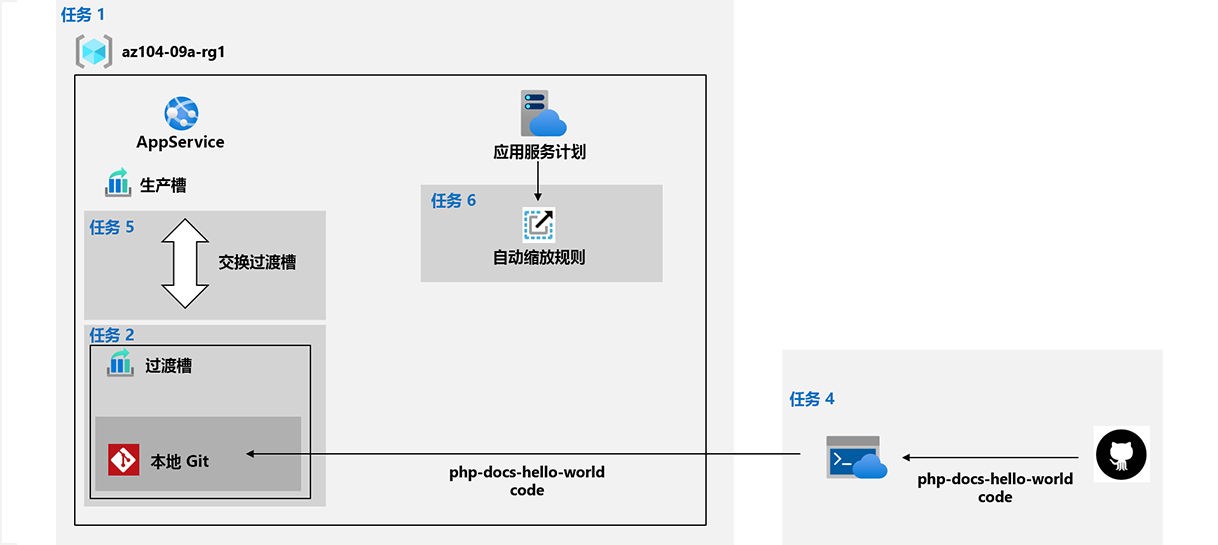 任务 1
az104-09a-rg1
AppService
生产槽
任务 5
交换过渡槽
任务 2
过渡槽
本地 Git
应用服务计划
任务 6
自动缩放规则
php-docs-hello-world
code
任务 4
php-docs-hello-world
code